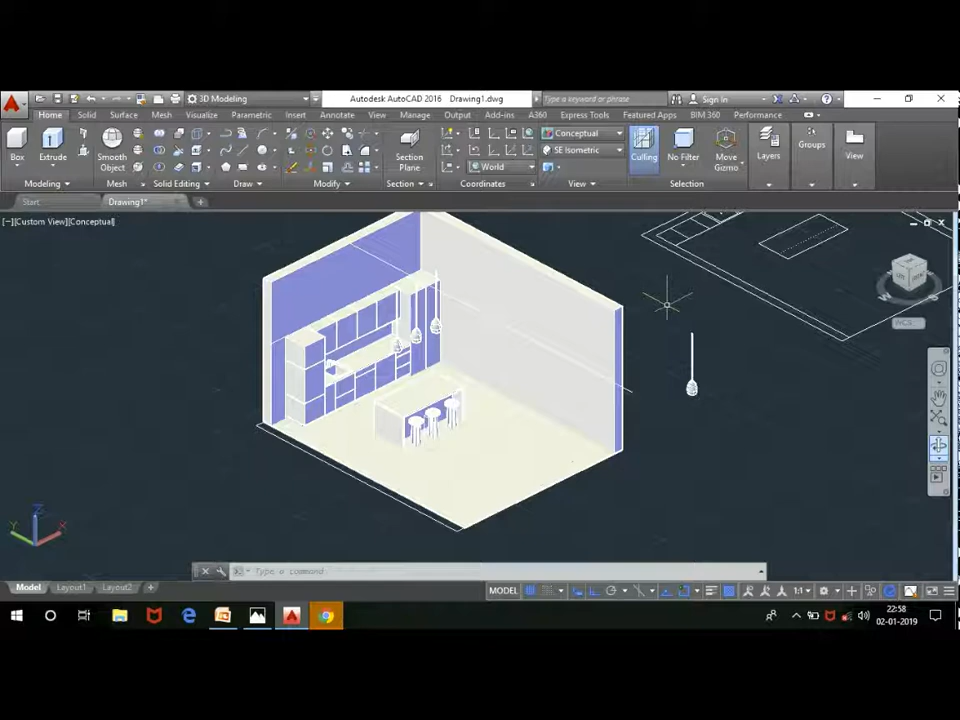 3D Modeling
Autodesk AutoCAD 2016 Drawing1.dwg
Type a keyword or phrase
Sign In
Home Solid Surface Mesh Visualize Parametric Insert Annotate View Manage Output Add-ins A360 Express Tools Featured Apps BIM 360 Performance
Box
Extrude
Smooth Object
Section Plane
World
Conceptual
SE Isometric
Culling
No Filter
Move Gizmo
Layers
Groups
View
Modeling
Mesh
Solid Editing
Draw
Modify
Section
Coordinates
View
Selection
Start
Drawing1*
[−][Custom View][Conceptual]
WCS
Z
Y
X
Type a command
Model Layout1 Layout2
MODEL
1:1
22:58
02-01-2019